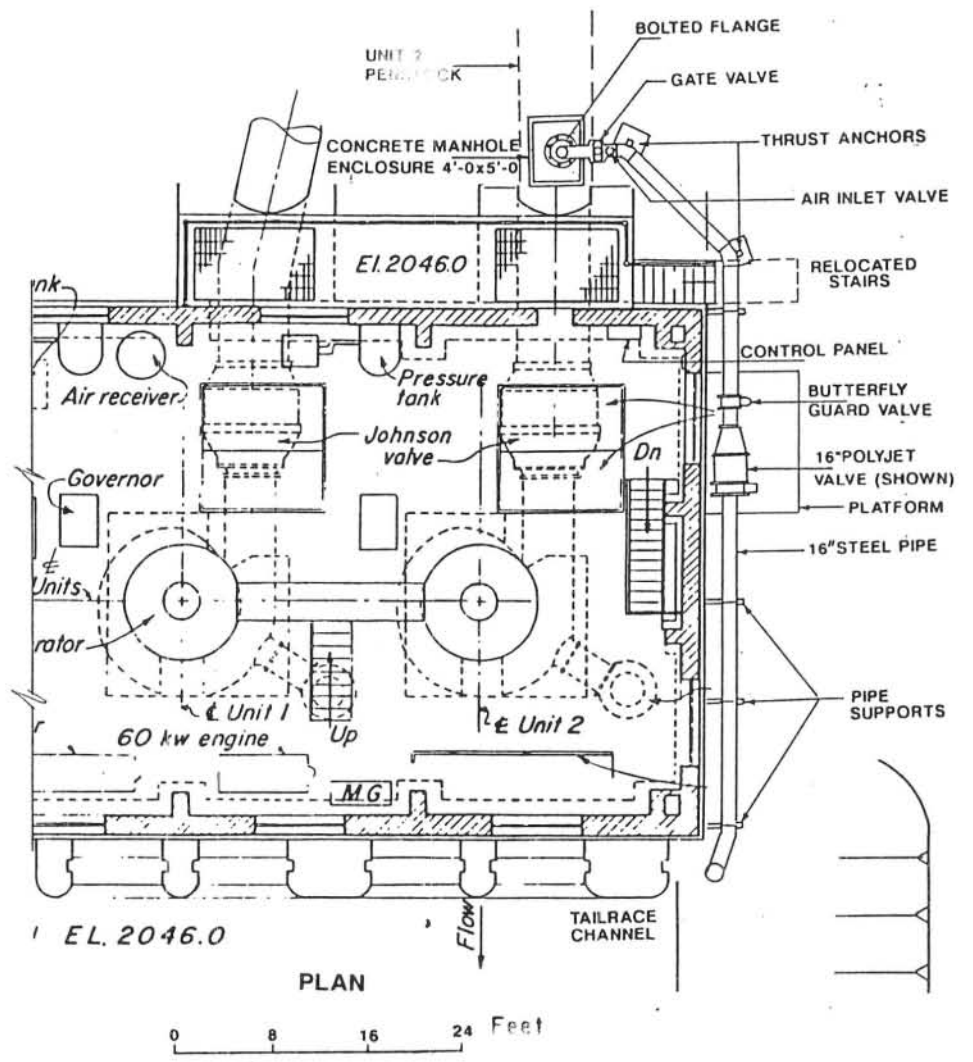 BOLTED FLANGE
UNIT 2
GATE VALVE
CONCRETE MANHOLE
ENCLOSURE 4'-0x5'-0
THRUST ANCHORS
AIR INLET VALVE
El.2046.0
RELOCATED
STAIRS
nk
CONTROL PANEL
Air receiver
Pressure
tank
BUTTERFLY
GUARD VALVE
Johnson
valve
Dn
16"POLYJET
VALVE (SHOWN)
Governor
PLATFORM
16"STEEL PIPE
℄
Units
rator
℄ Unit 1
℄ Unit 2
PIPE
SUPPORTS
60 kw engine
Up
r
M G
TAILRACE
CHANNEL
Flow
EL. 2046.0
PLAN
0 8 16 24 Feet